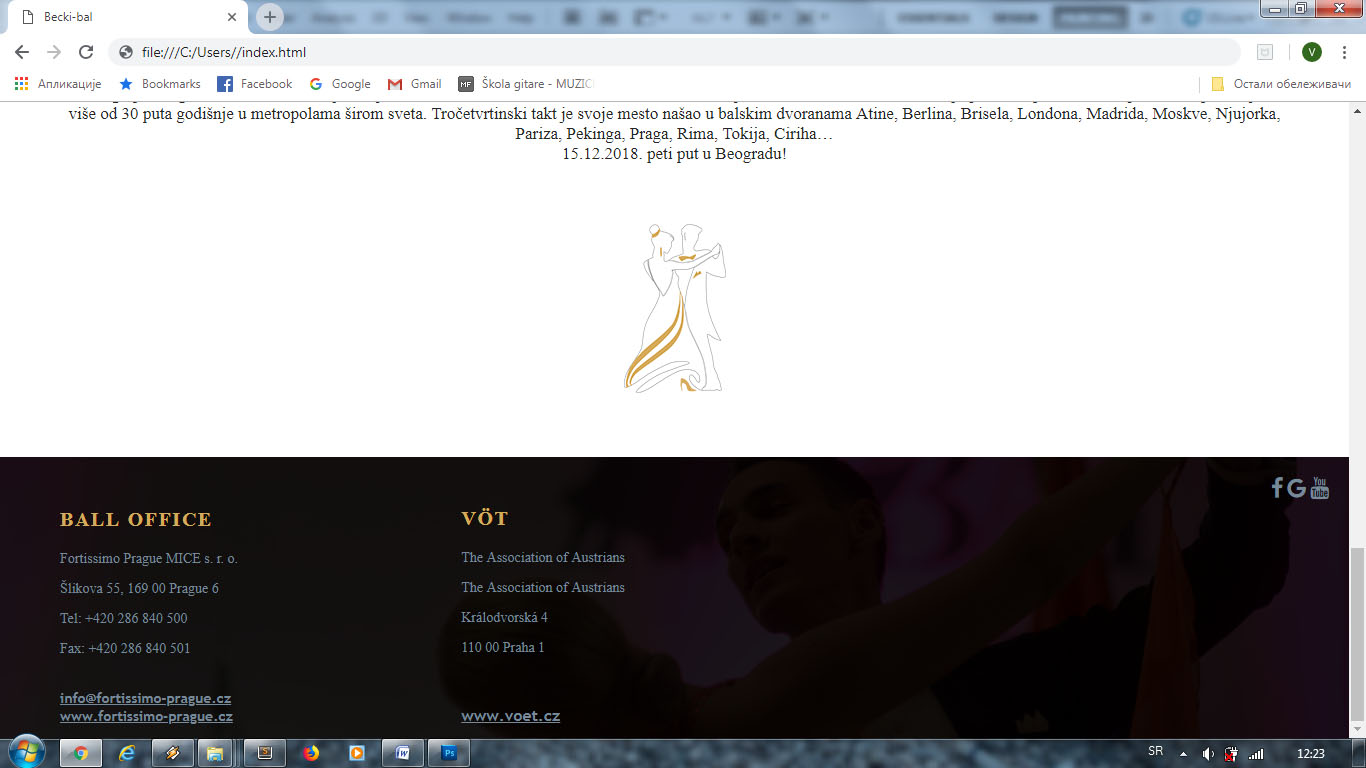 Becki-bal
file:///C:/Users//index.html
V
Апликације
Bookmarks
Facebook
Google
Gmail
MF Škola gitare - MUZIC
Остали обележивачи
više od 30 puta godišnje u metropolama širom sveta. Tročetvrtinski takt je svoje mesto našao u balskim dvoranama Atine, Berlina, Brisela, Londona, Madrida, Moskve, Njujorka,
Pariza, Pekinga, Praga, Rima, Tokija, Ciriha…
15.12.2018. peti put u Beogradu!
You
Tube
BALL OFFICE
Fortissimo Prague MICE s. r. o.
Šlikova 55, 169 00 Prague 6
Tel: +420 286 840 500
Fax: +420 286 840 501
info@fortissimo-prague.cz
www.fortissimo-prague.cz
VÖT
The Association of Austrians
The Association of Austrians
Králodvorská 4
110 00 Praha 1
www.voet.cz
Ps
SR
12:23